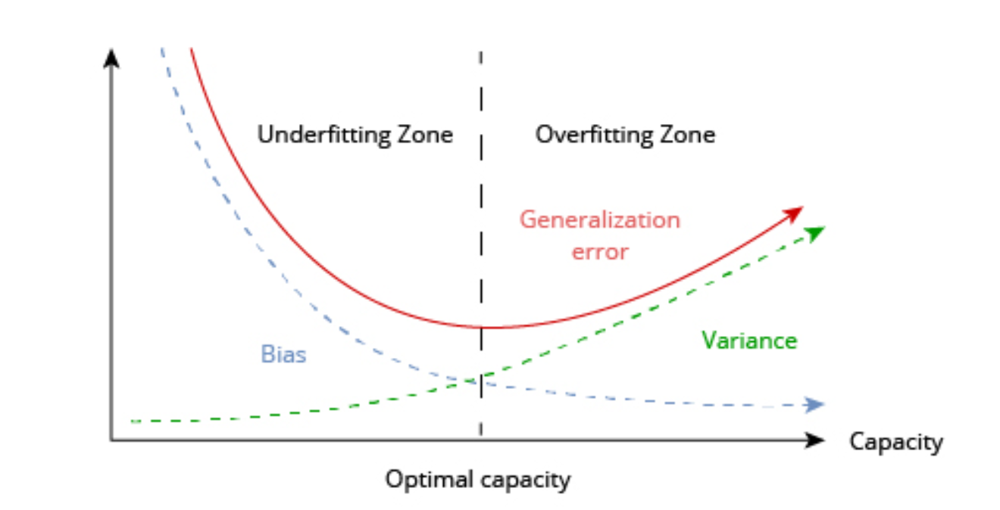 Underfitting Zone
Overfitting Zone
Generalization
error
Bias
Variance
Capacity
Optimal capacity